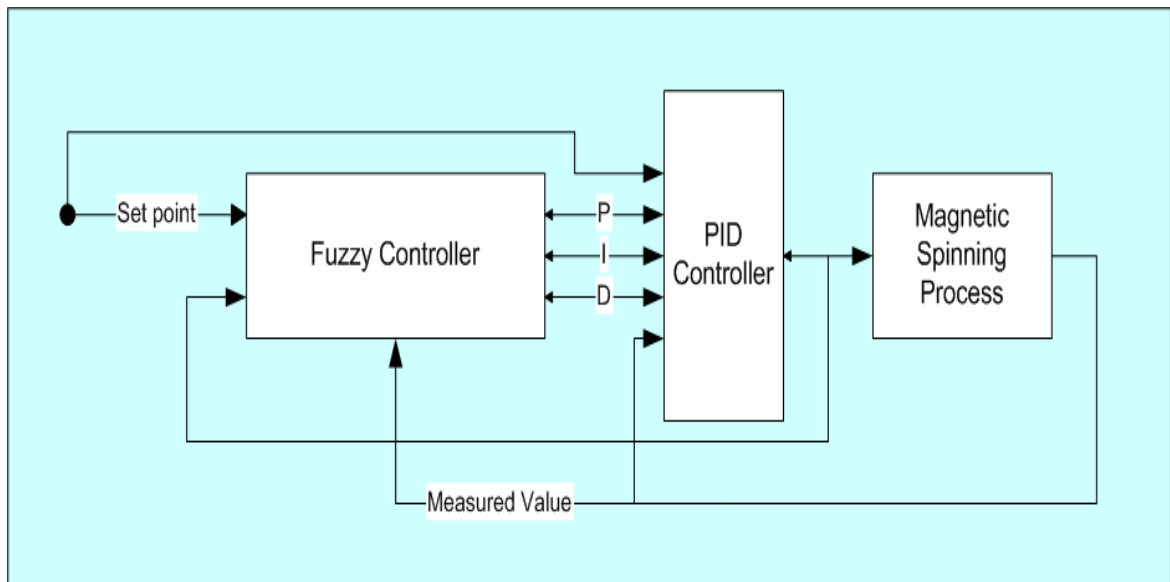 Set point
Fuzzy Controller
P
I
D
PID
Controller
Magnetic
Spinning
Process
Measured Value